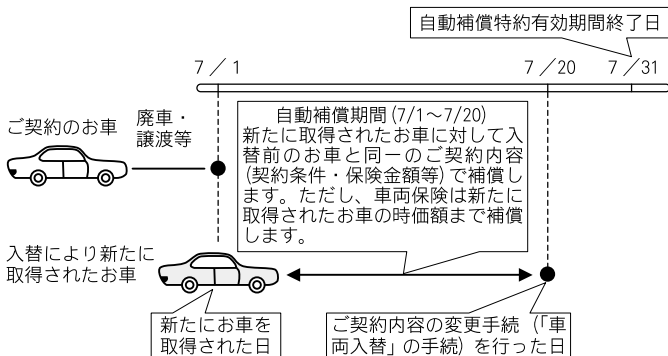 自動補償特約有効期間終了日
7／1
7／20
7／31
ご契約のお車
廃車・
譲渡等
自動補償期間(7/1～7/20)
新たに取得されたお車に対して入
替前のお車と同一のご契約内容
(契約条件・保険金額等)で補償し
ます。ただし、車両保険は新たに
取得されたお車の時価額まで補償
します。
入替により新たに
取得されたお車
新たにお車を
取得された日
ご契約内容の変更手続（「車
両入替」の手続）を行った日